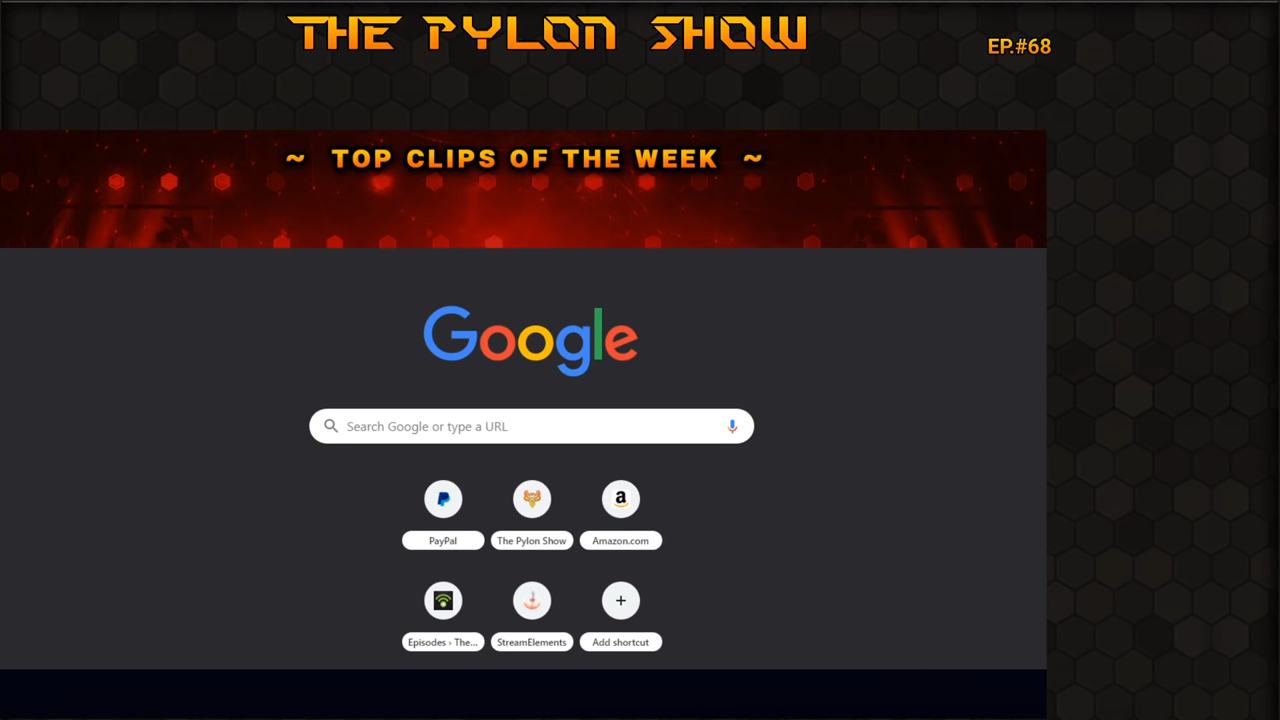 THE PYLON SHOW
EP.#68
~ TOP CLIPS OF THE WEEK ~
Google
Search Google or type a URL
PayPal
The Pylon Show
Amazon.com
Episodes › The...
StreamElements
Add shortcut